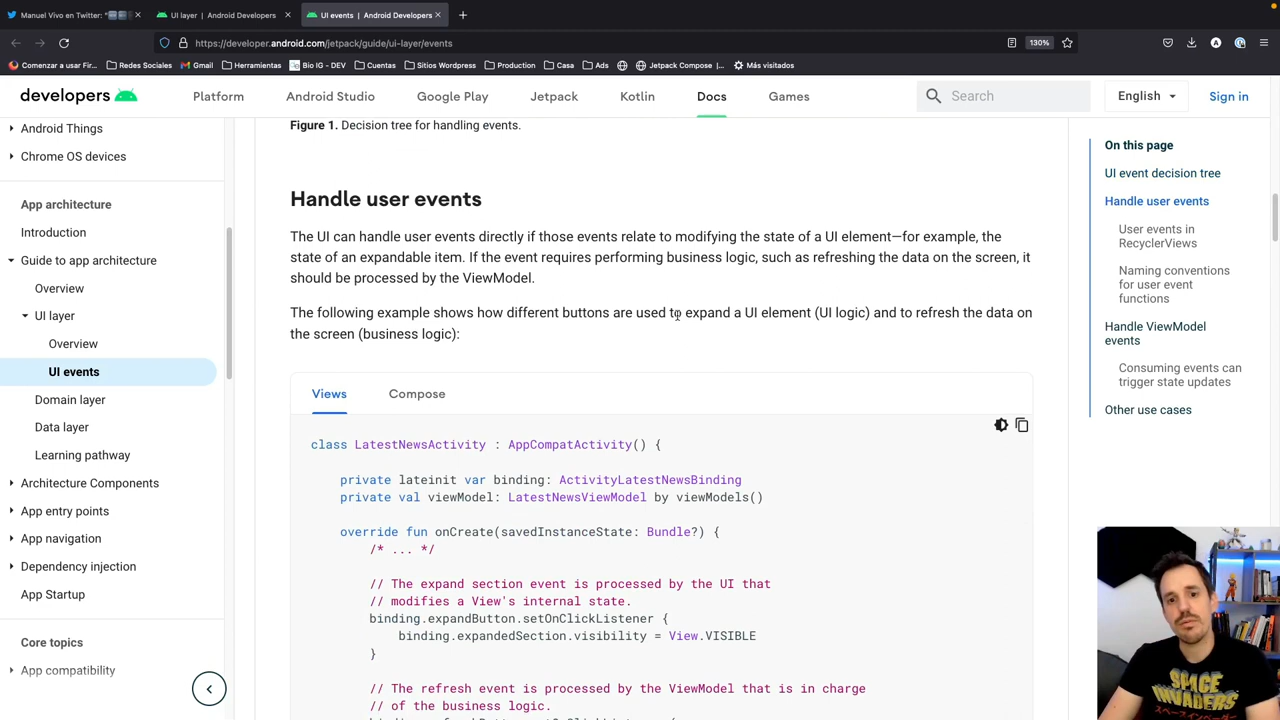 Manuel Vivo en Twitter: "
UI layer | Android Developers
UI events | Android Developers
https://developer.android.com/jetpack/guide/ui-layer/events
130%
Comenzar a usar Fir...
Redes Sociales
Gmail
Herramientas
Bio IG - DEV
Cuentas
Sitios Wordpress
Production
Casa
Ads
Jetpack Compose |...
Más visitados
developers
Platform
Android Studio
Google Play
Jetpack
Kotlin
Docs
Games
Search
English
Sign in
Android Things
Chrome OS devices
App architecture
Introduction
Guide to app architecture
Overview
UI layer
Overview
UI events
Domain layer
Data layer
Learning pathway
Architecture Components
App entry points
App navigation
Dependency injection
App Startup
Core topics
App compatibility
Figure 1. Decision tree for handling events.
Handle user events
The UI can handle user events directly if those events relate to modifying the state of a UI element—for example, the
state of an expandable item. If the event requires performing business logic, such as refreshing the data on the screen, it
should be processed by the ViewModel.
The following example shows how different buttons are used to expand a UI element (UI logic) and to refresh the data on
the screen (business logic):
Views
Compose
class LatestNewsActivity : AppCompatActivity() {
private lateinit var binding: ActivityLatestNewsBinding
private val viewModel: LatestNewsViewModel by viewModels()
override fun onCreate(savedInstanceState: Bundle?) {
/* ... */
// The expand section event is processed by the UI that
// modifies a View's internal state.
binding.expandButton.setOnClickListener {
binding.expandedSection.visibility = View.VISIBLE
}
// The refresh event is processed by the ViewModel that is in charge
// of the business logic.
On this page
UI event decision tree
Handle user events
User events in
RecyclerViews
Naming conventions
for user event
functions
Handle ViewModel
events
Consuming events can
trigger state updates
Other use cases
SPACE
INVADERS